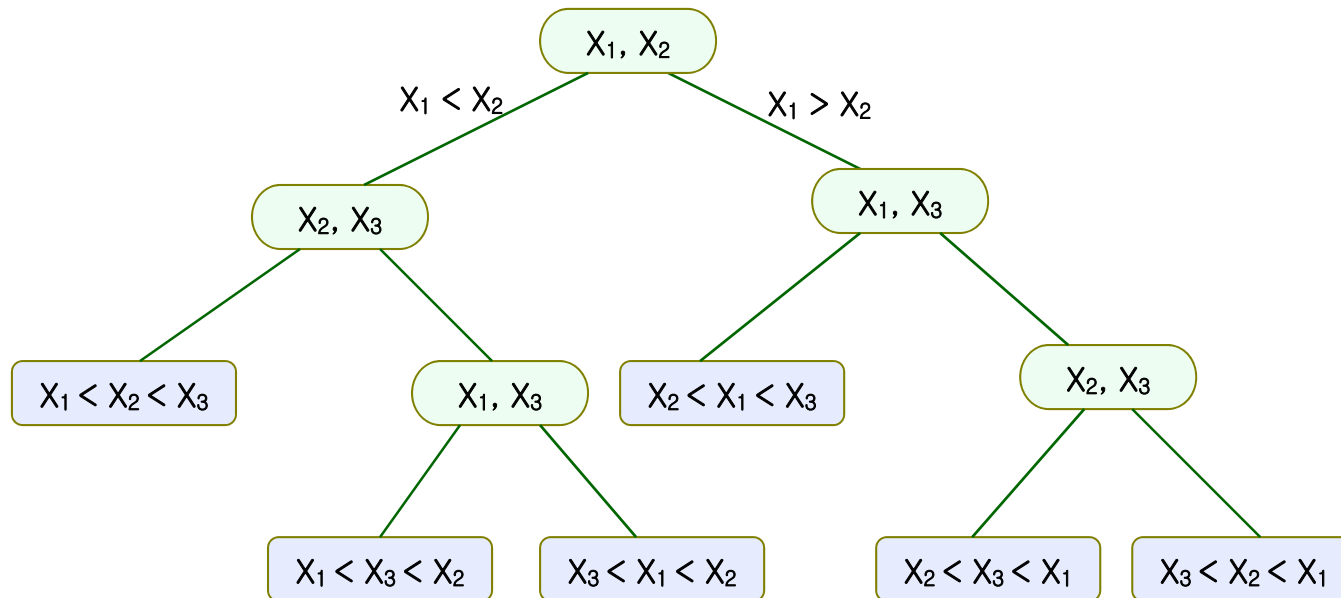 X₁, X₂
X₁ < X₂
X₁ > X₂
X₂, X₃
X₁, X₃
X₁ < X₂ < X₃
X₁, X₃
X₂ < X₁ < X₃
X₂, X₃
X₁ < X₃ < X₂
X₃ < X₁ < X₂
X₂ < X₃ < X₁
X₃ < X₂ < X₁